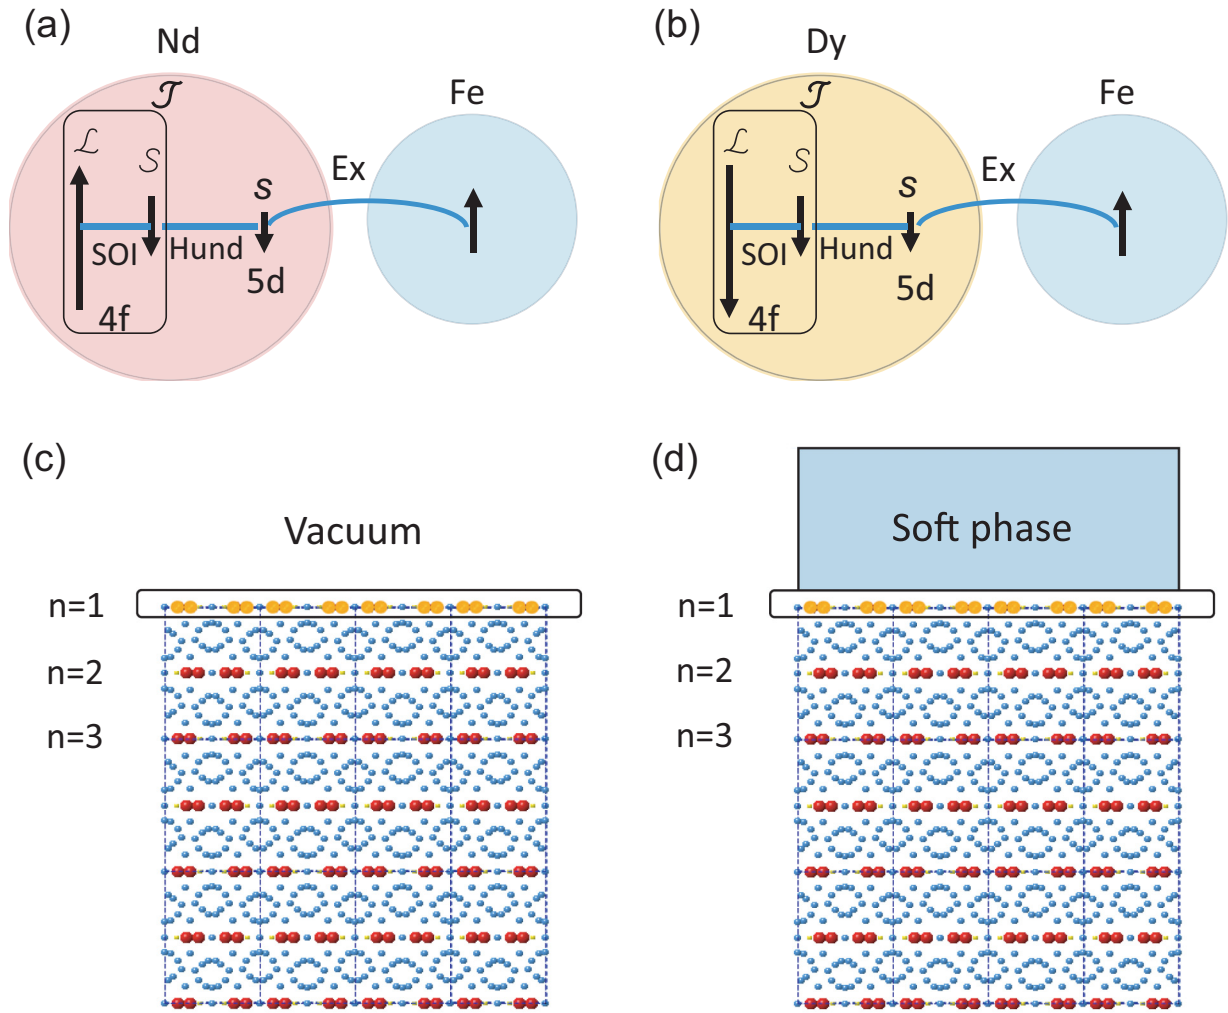 (a)
Nd
𝒥
ℒ
𝒮
SOI
Hund
s
5d
4f
Ex
Fe
(b)
Dy
𝒥
ℒ
𝒮
SOI
Hund
s
5d
4f
Ex
Fe
(c)
Vacuum
n=1
n=2
n=3
(d)
Soft phase
n=1
n=2
n=3